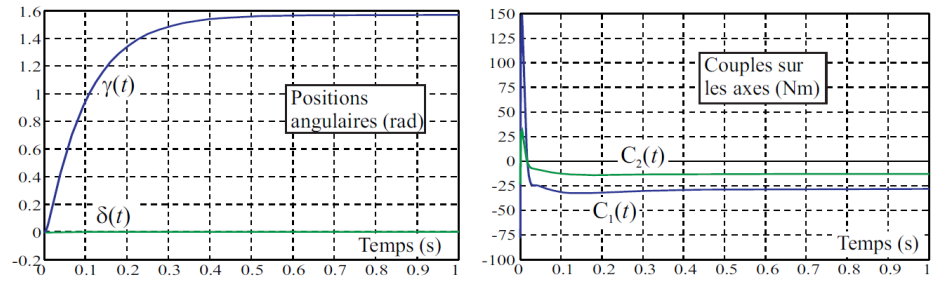 1.6
1.4
1.2
1
0.8
0.6
0.4
0.2
0
-0.2
γ(t)
Positions
angulaires (rad)
δ(t)
Temps (s)
0 0.1 0.2 0.3 0.4 0.5 0.6 0.7 0.8 0.9 1
150
125
100
75
50
25
0
-25
-50
-75
-100
Couples sur
les axes (Nm)
C₂(t)
C₁(t)
Temps (s)
0 0.1 0.2 0.3 0.4 0.5 0.6 0.7 0.8 0.9 1